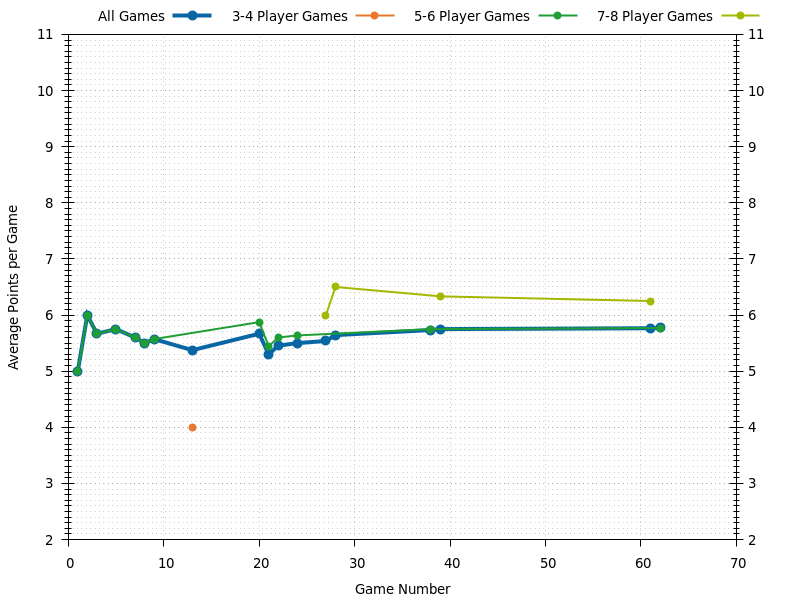 All Games 3-4 Player Games 5-6 Player Games 7-8 Player Games
11 11
10 10
9 9
8 8
7 7
6 6
5 5
4 4
3 3
2 2
Average Points per Game
0 10 20 30 40 50 60 70
Game Number